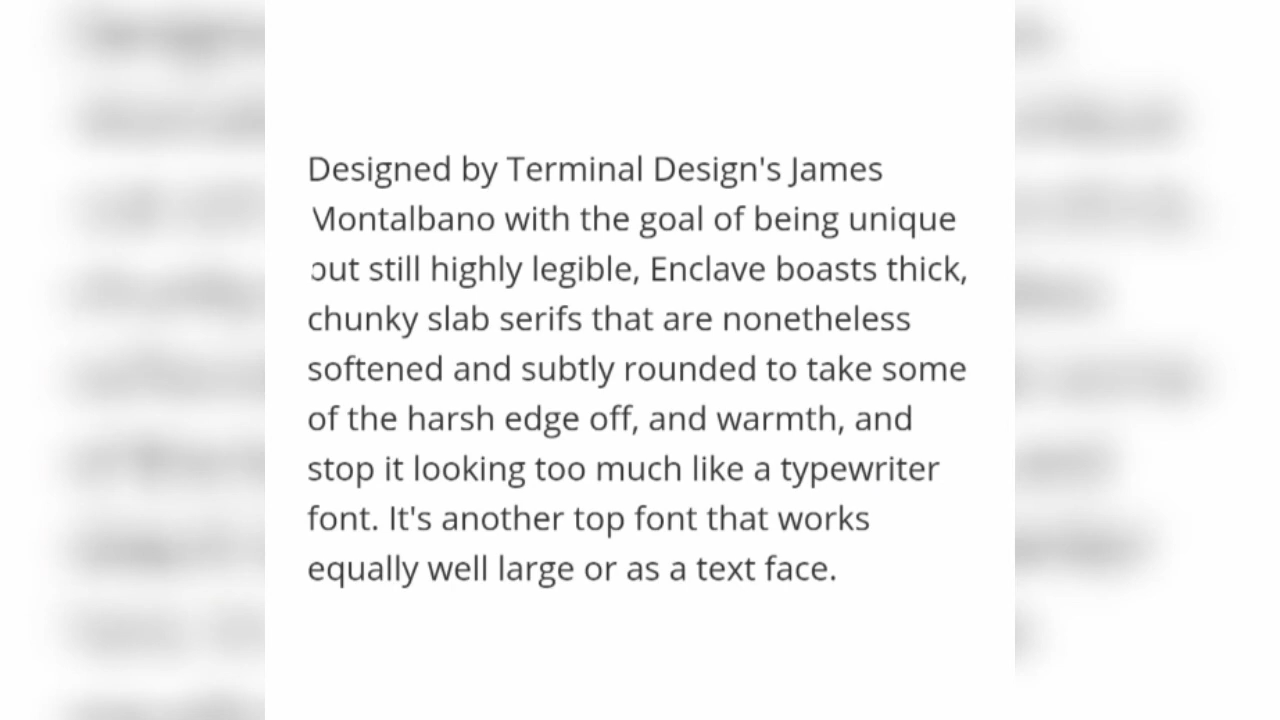 Designed by Terminal Design's James
Montalbano with the goal of being unique
but still highly legible, Enclave boasts thick,
chunky slab serifs that are nonetheless
softened and subtly rounded to take some
of the harsh edge off, and warmth, and
stop it looking too much like a typewriter
font. It's another top font that works
equally well large or as a text face.